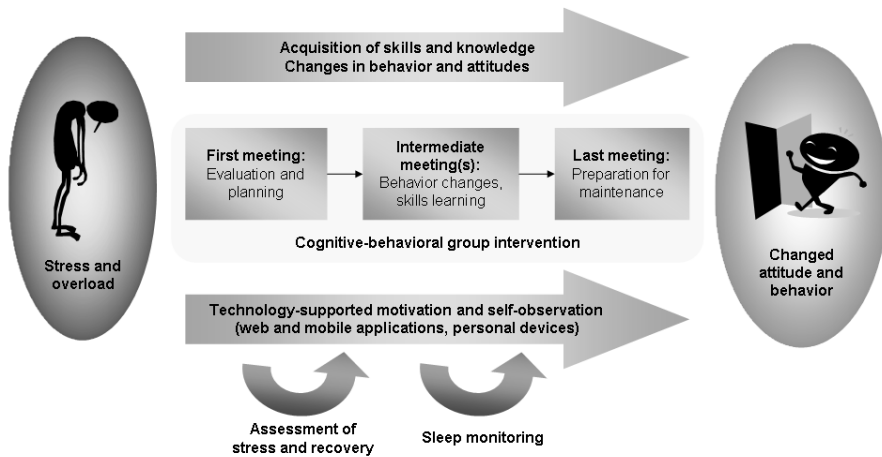 Acquisition of skills and knowledge
Changes in behavior and attitudes
Stress and
overload
First meeting:
Evaluation and
planning
Intermediate
meeting(s):
Behavior changes,
skills learning
Last meeting:
Preparation for
maintenance
Cognitive-behavioral group intervention
Changed
attitude and
behavior
Technology-supported motivation and self-observation
(web and mobile applications, personal devices)
Assessment of
stress and recovery
Sleep monitoring